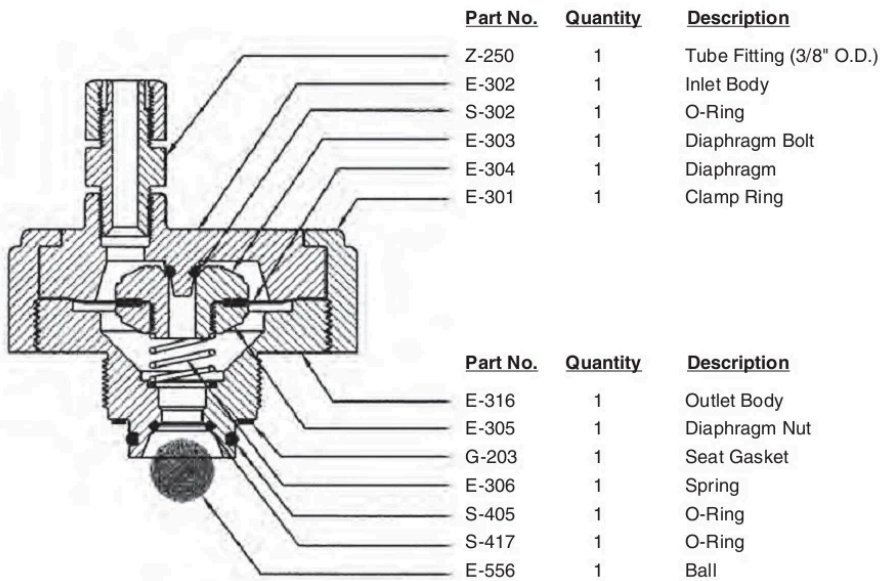 Part No. Quantity Description
Z-250 1 Tube Fitting (3/8" O.D.)
E-302 1 Inlet Body
S-302 1 O-Ring
E-303 1 Diaphragm Bolt
E-304 1 Diaphragm
E-301 1 Clamp Ring
Part No. Quantity Description
E-316 1 Outlet Body
E-305 1 Diaphragm Nut
G-203 1 Seat Gasket
E-306 1 Spring
S-405 1 O-Ring
S-417 1 O-Ring
E-556 1 Ball